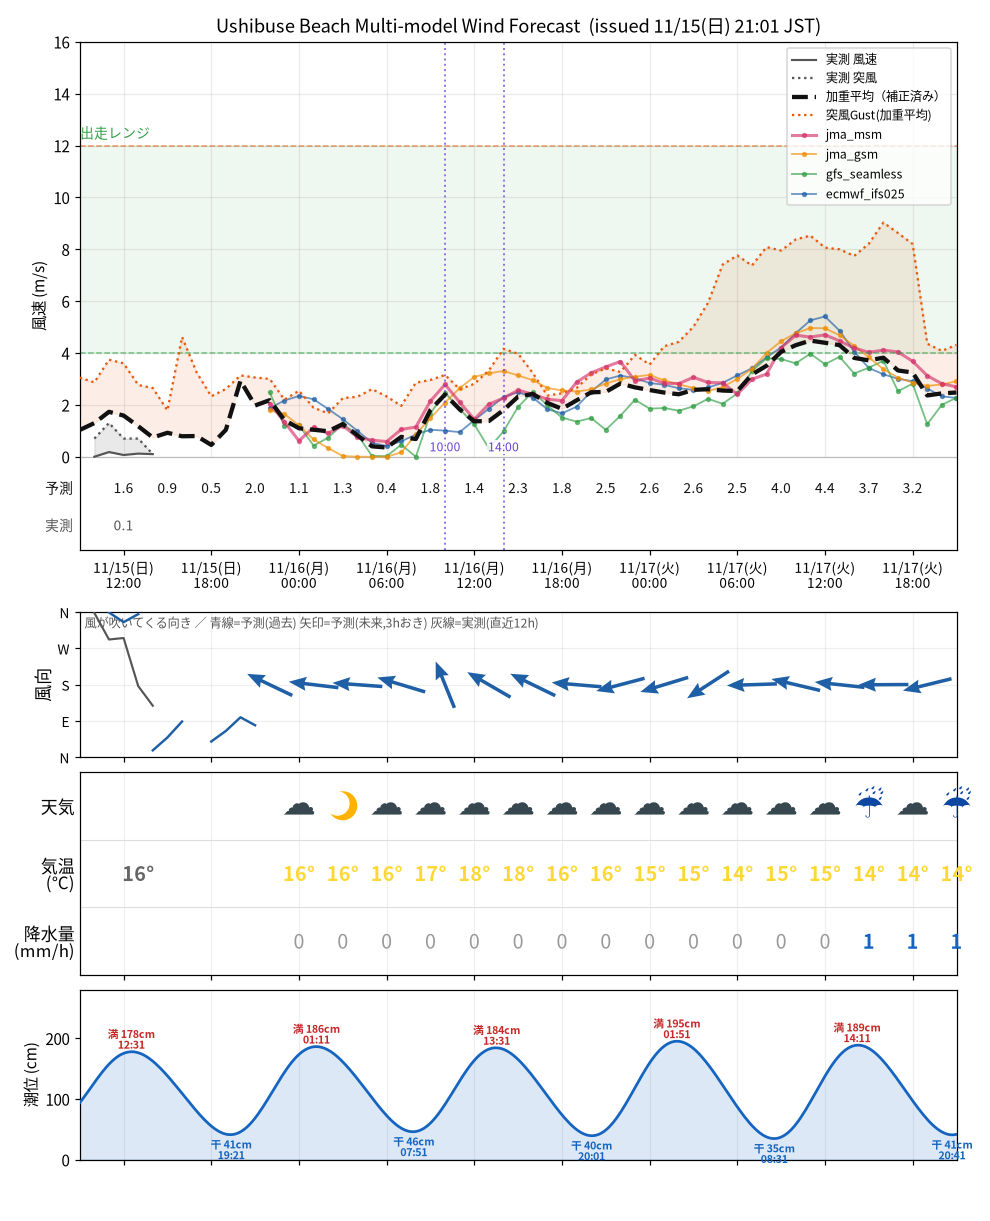 Ushibuse Beach Multi-model Wind Forecast (issued 11/15(日) 21:01 JST)
16
14
12
10
8
6
4
2
0
風速 (m/s)
出走レンジ
実測 風速
実測 突風
加重平均（補正済み）
突風Gust(加重平均)
jma_msm
jma_gsm
gfs_seamless
ecmwf_ifs025
10:00
14:00
予測 1.6 0.9 0.5 2.0 1.1 1.3 0.4 1.8 1.4 2.3 1.8 2.5 2.6 2.6 2.5 4.0 4.4 3.7 3.2
実測 0.1
11/15(日) 11/15(日) 11/16(月) 11/16(月) 11/16(月) 11/16(月) 11/17(火) 11/17(火) 11/17(火) 11/17(火)
12:00 18:00 00:00 06:00 12:00 18:00 00:00 06:00 12:00 18:00
風向
N
W
S
E
N
風が吹いてくる向き ／ 青線=予測(過去) 矢印=予測(未来,3hおき) 灰線=実測(直近12h)
天気
気温
(℃)
16° 16° 16° 16° 17° 18° 18° 16° 16° 15° 15° 14° 15° 15° 14° 14° 14°
降水量
(mm/h)
0 0 0 0 0 0 0 0 0 0 0 0 0 1 1 1
潮位 (cm)
200
100
0
満 178cm
12:31
満 186cm
01:11
満 184cm
13:31
満 195cm
01:51
満 189cm
14:11
干 41cm
19:21
干 46cm
07:51
干 40cm
20:01
干 35cm
08:31
干 41cm
20:41